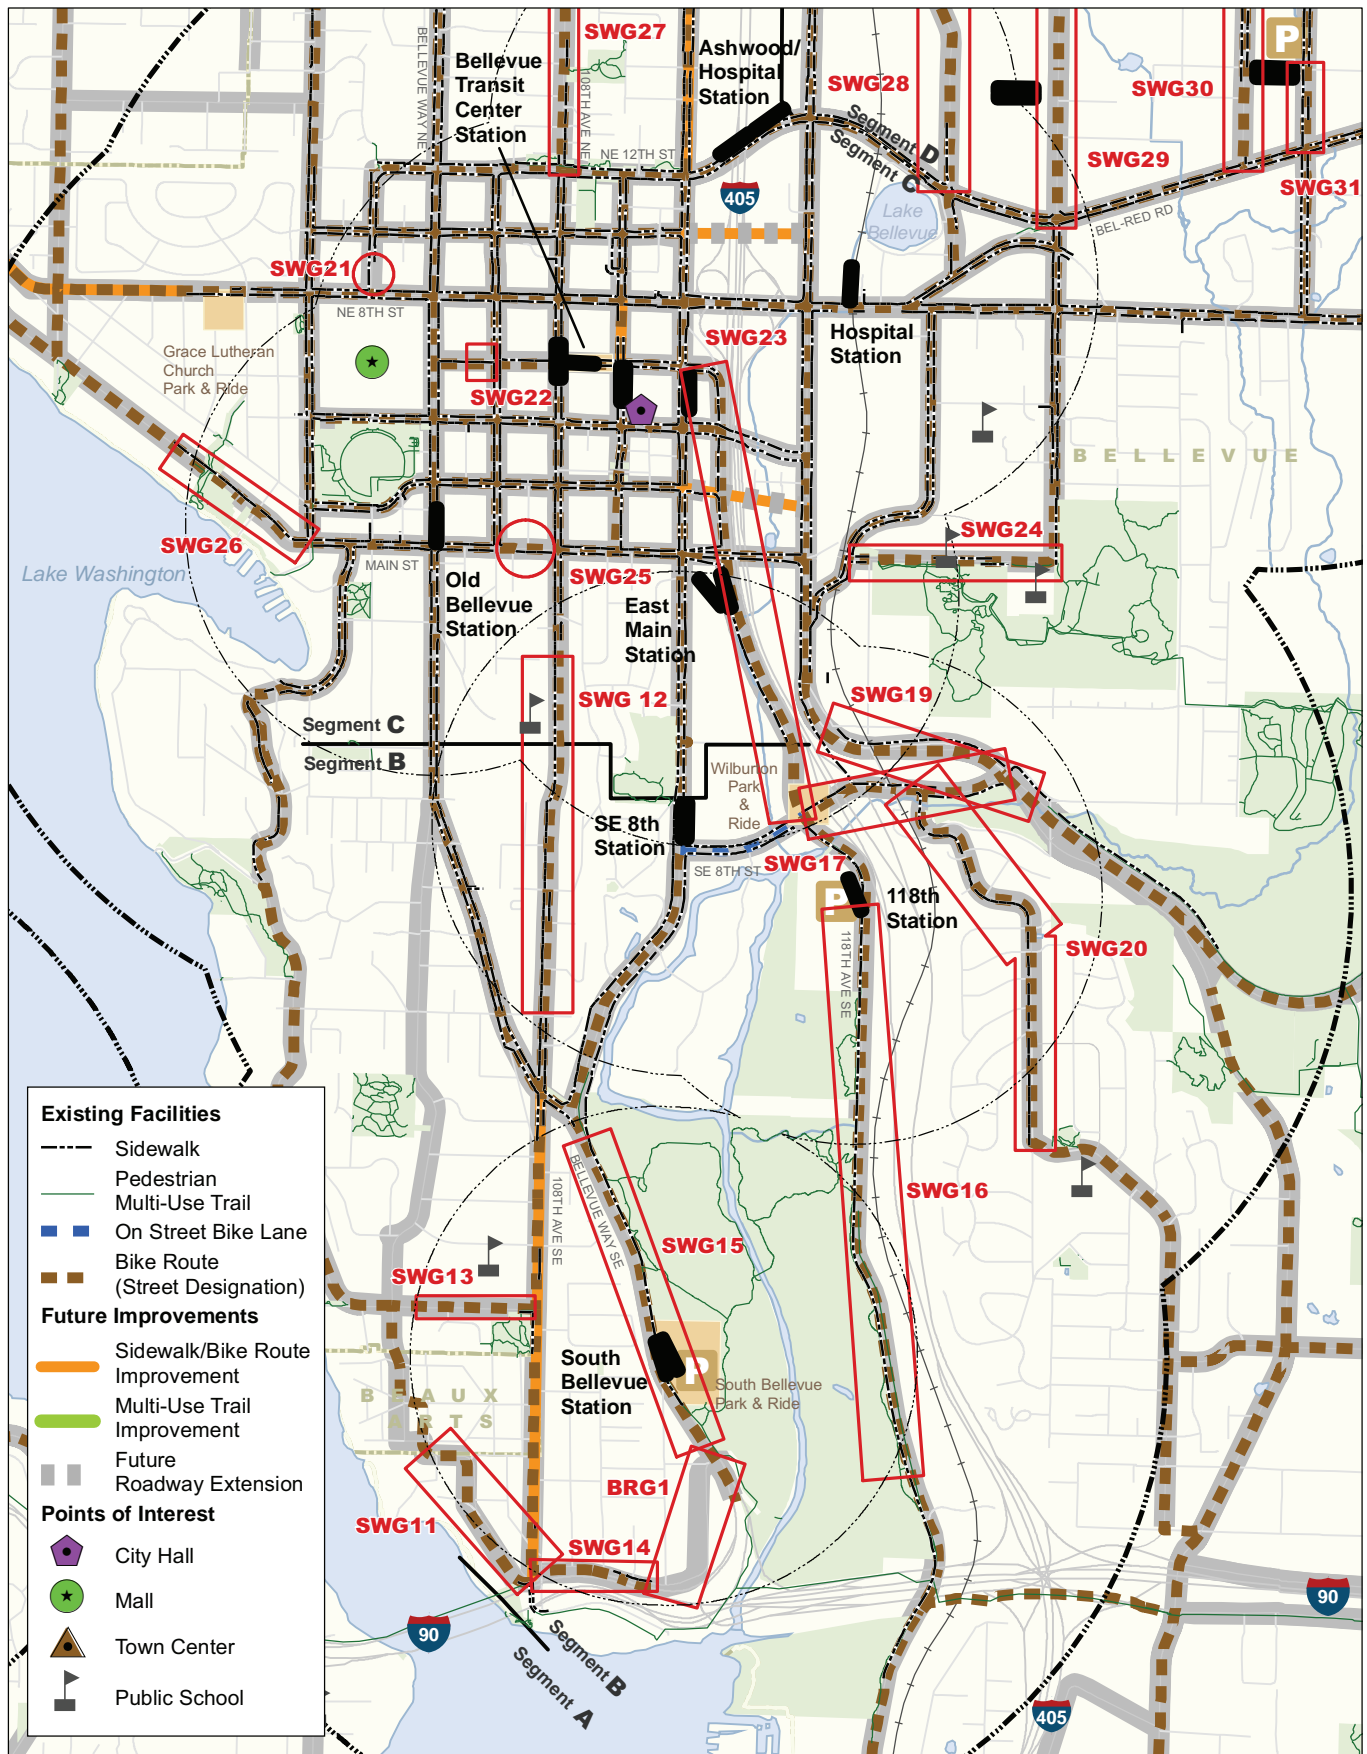 SWG27
BELLEVUE WAY NE
Bellevue
Transit
Center
Station
108TH AVE NE
Ashwood/
Hospital
Station
SWG28
SWG30
P
Segment D
Segment C
NE 12TH ST
SWG29
SWG31
405
Lake
Bellevue
BEL-RED RD
SWG21
NE 8TH ST
Grace Lutheran
Church
Park & Ride
SWG23
Hospital
Station
SWG22
BELLEVUE
SWG26
SWG24
Lake Washington
MAIN ST
Old
Bellevue
Station
SWG25
East
Main
Station
SWG 12
SWG19
Segment C
Segment B
Wilburton
Park
&
Ride
SE 8th
Station
SE 8TH ST
SWG17
P
118th
Station
118TH AVE SE
SWG20
Existing Facilities
Sidewalk
Pedestrian
Multi-Use Trail
On Street Bike Lane
Bike Route
(Street Designation)
Future Improvements
Sidewalk/Bike Route
Improvement
Multi-Use Trail
Improvement
Future
Roadway Extension
Points of Interest
City Hall
Mall
Town Center
Public School
BELLEVUE WAY SE
108TH AVE SE
SWG16
SWG15
SWG13
South
Bellevue
Station
P
South Bellevue
Park & Ride
BEAUX
ARTS
BRG1
SWG11
SWG14
90
90
Segment B
Segment A
405